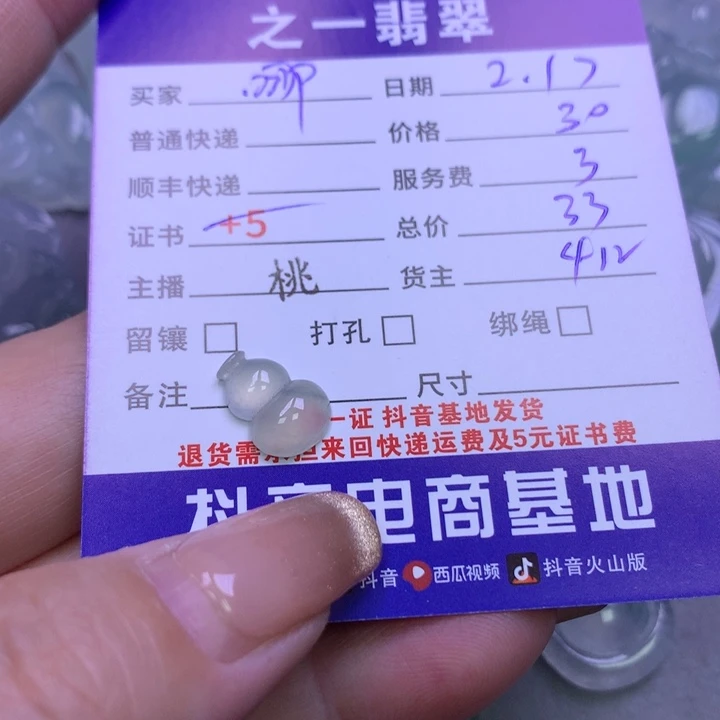 之一翡翠
买家 日期 2.17
普通快递 价格 30
顺丰快递 服务费 3
证书 +5 总价 33
主播 桃 货主 412
留镶 打孔 绑绳
备注 尺寸
一证 抖音基地发货
退货需承担来回快递运费及5元证书费
抖音电商基地
抖音 西瓜视频 抖音火山版